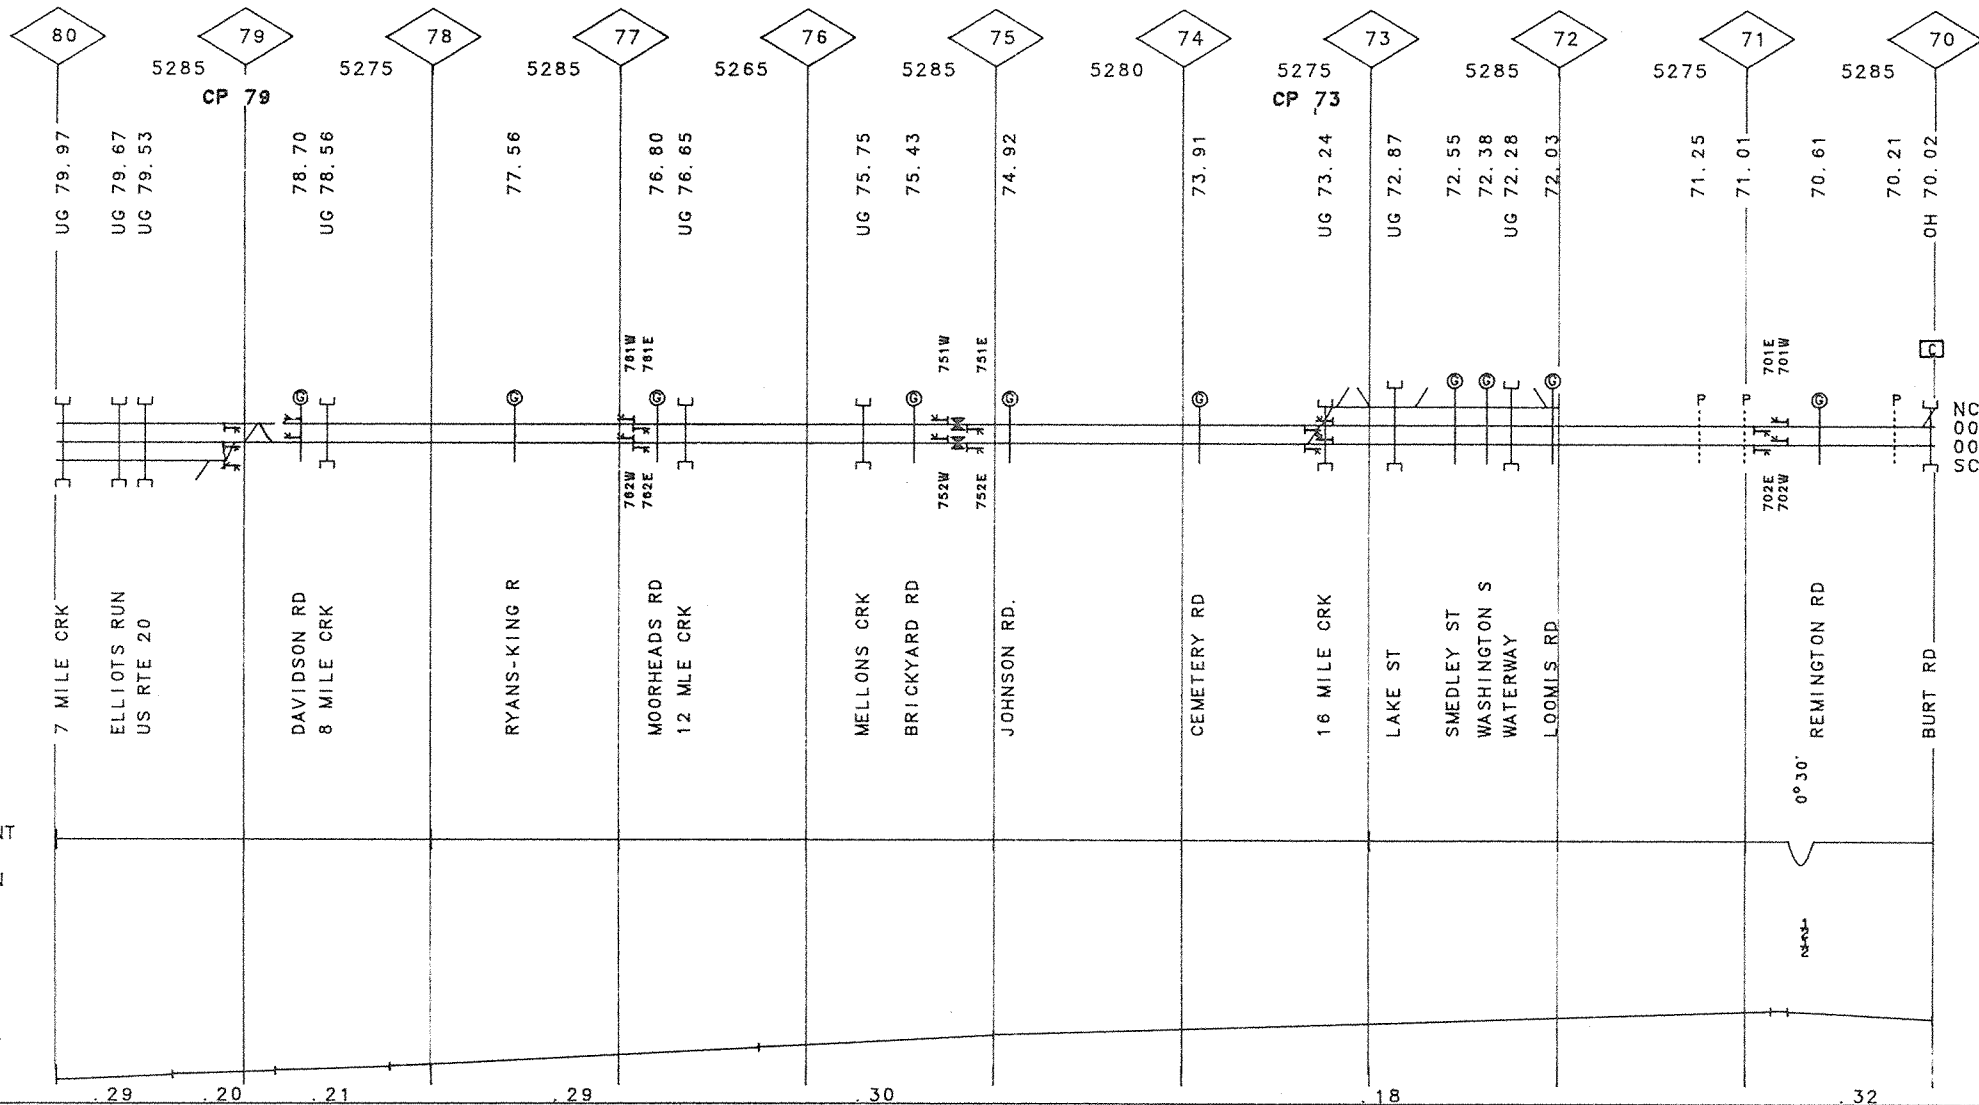 80 79 78 77 76 75 74 73 72 71 70
5285 5275 5285 5265 5285 5280 5275 5285 5275 5285
CP 79
CP 73
UG 79.97
UG 79.67
UG 79.53
78.70
UG 78.56
77.56
76.80
UG 76.65
UG 75.75
75.43
74.92
73.91
UG 73.24
UG 72.87
72.55
72.38
UG 72.28
72.03
71.25
71.01
70.61
70.21
OH 70.02
761W
761E
751W
751E
701E
701W
C
G G G G G G G G G G
P P P
NC
00
00
SC
762W
762E
752W
752E
702E
702W
7 MILE CRK
ELLIOTS RUN
US RTE 20
DAVIDSON RD
8 MILE CRK
RYANS-KING R
MOORHEADS RD
12 MLE CRK
MELLONS CRK
BRICKYARD RD
JOHNSON RD.
CEMETERY RD
16 MILE CRK
LAKE ST
SMEDLEY ST
WASHINGTON S
WATERWAY
LOOMIS RD
REMINGTON RD
BURT RD
0°30'
NT
N
.29 .20 .21 .29 .30 .18 .32